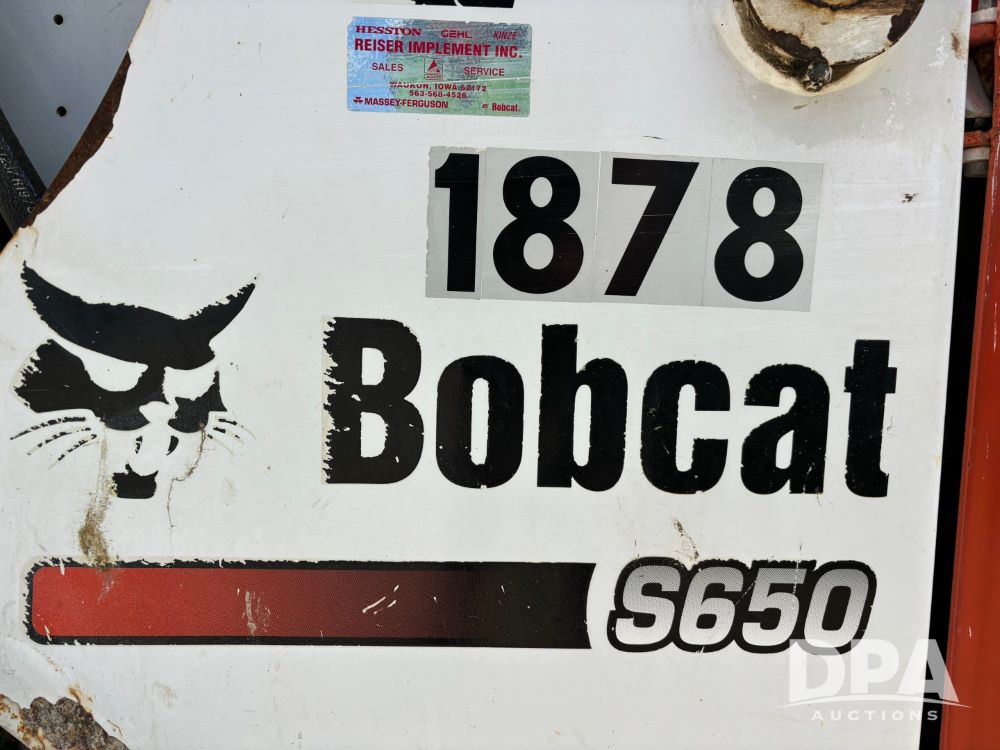 HESSTON GEHL KINZE
REISER IMPLEMENT INC.
SALES AGCO SERVICE
WAUKON, IOWA 52172
563-568-4526
MASSEY-FERGUSON Bobcat
1878
Bobcat
S650
DPA
AUCTIONS